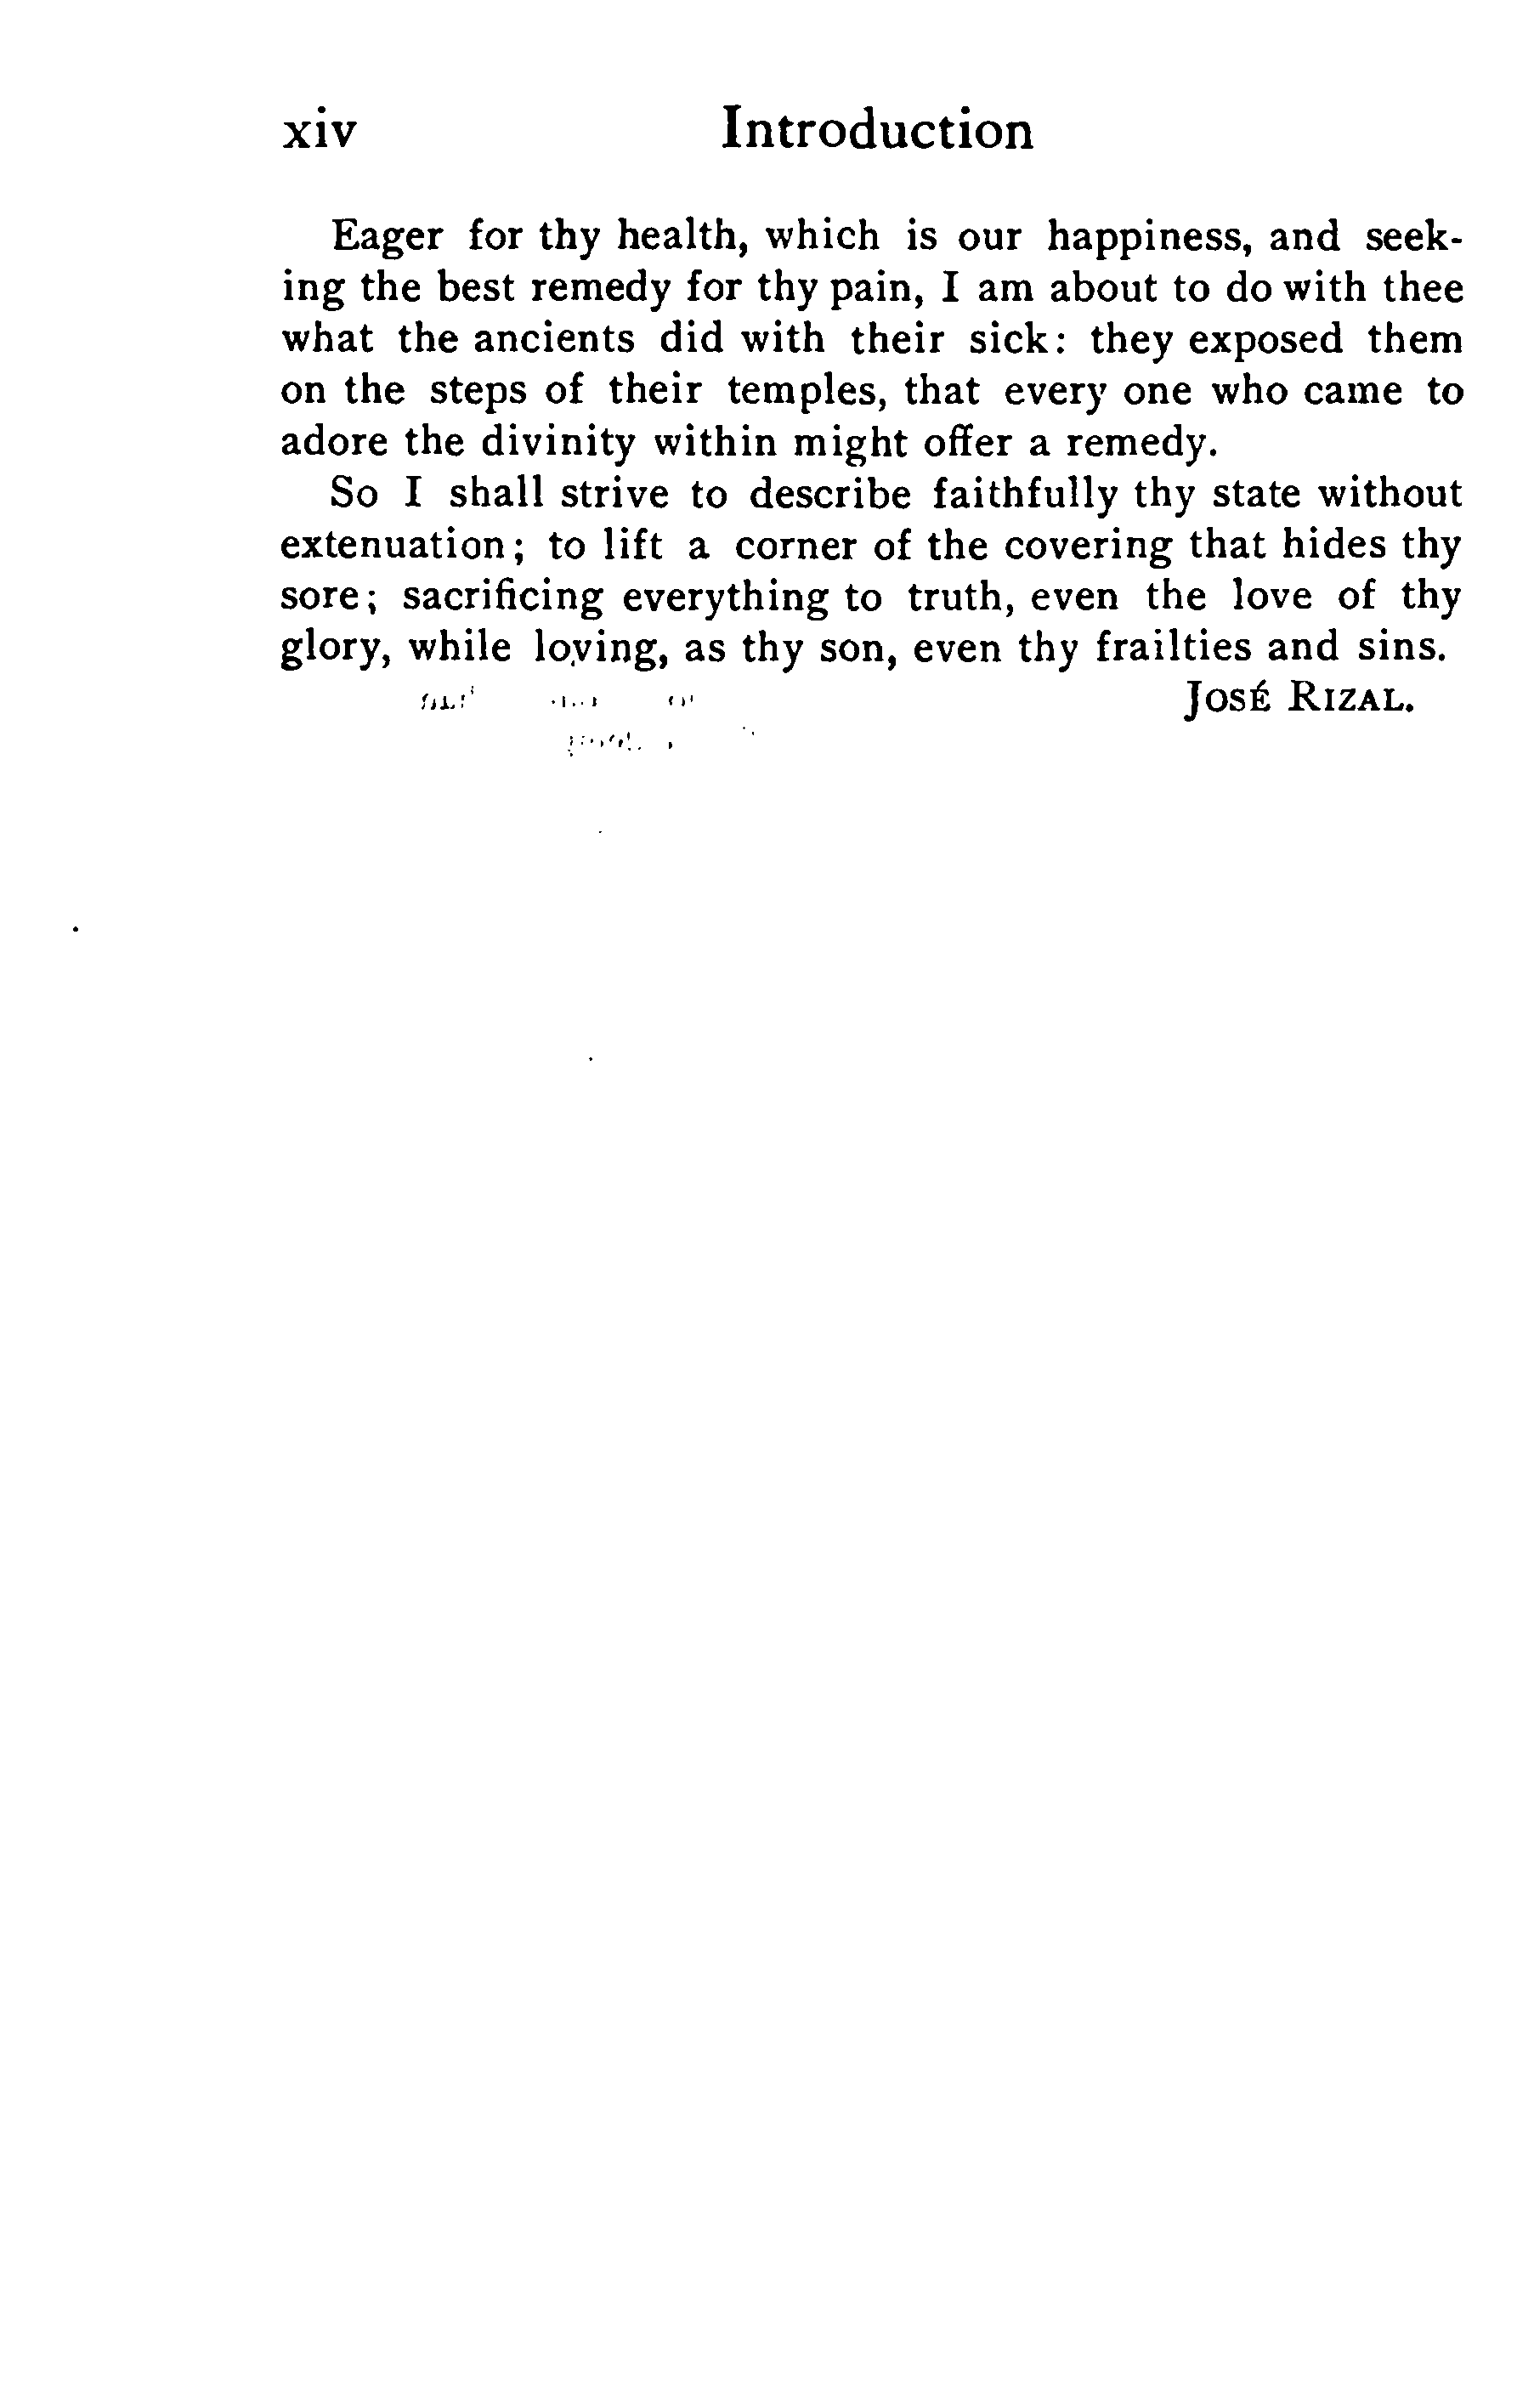 xiv Introduction
Eager for thy health, which is our happiness, and seek-
ing the best remedy for thy pain, I am about to do with thee
what the ancients did with their sick: they exposed them
on the steps of their temples, that every one who came to
adore the divinity within might offer a remedy.
So I shall strive to describe faithfully thy state without
extenuation; to lift a corner of the covering that hides thy
sore; sacrificing everything to truth, even the love of thy
glory, while loving, as thy son, even thy frailties and sins.
JOSÉ RIZAL.